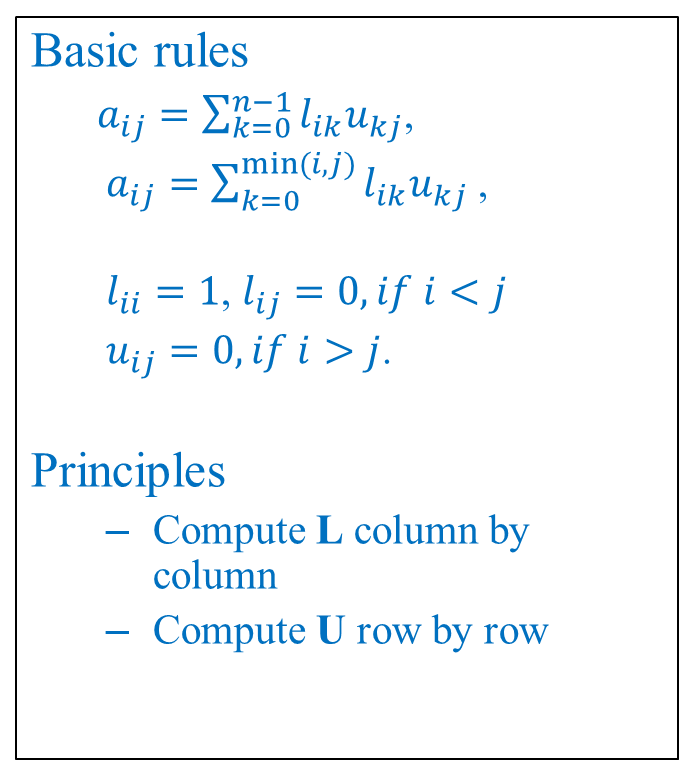 Basic rules
a_{ij} = \sum_{k=0}^{n-1} l_{ik}u_{kj},
a_{ij} = \sum_{k=0}^{\min(i,j)} l_{ik}u_{kj} ,
l_{ii} = 1, l_{ij} = 0, if i < j
u_{ij} = 0, if i > j.
Principles
– Compute L column by
column
– Compute U row by row